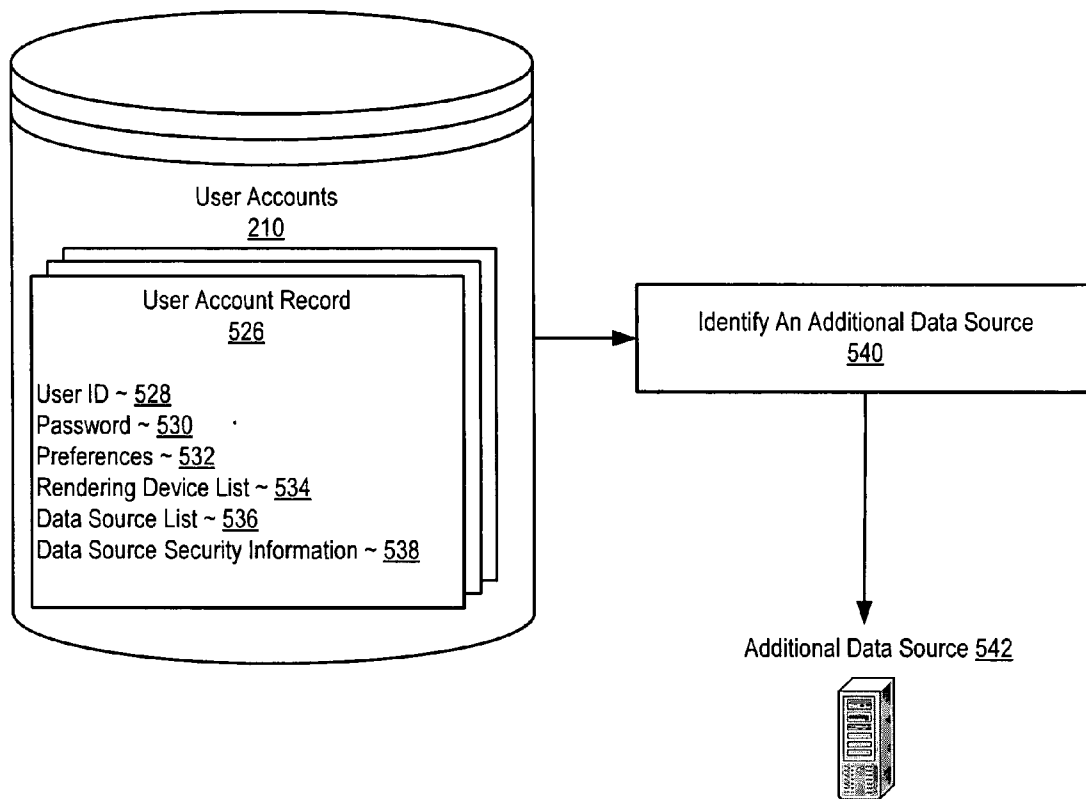 User Accounts
210
User Account Record
526
User ID ~ 528
Password ~ 530
Preferences ~ 532
Rendering Device List ~ 534
Data Source List ~ 536
Data Source Security Information ~ 538
Identify An Additional Data Source
540
Additional Data Source 542